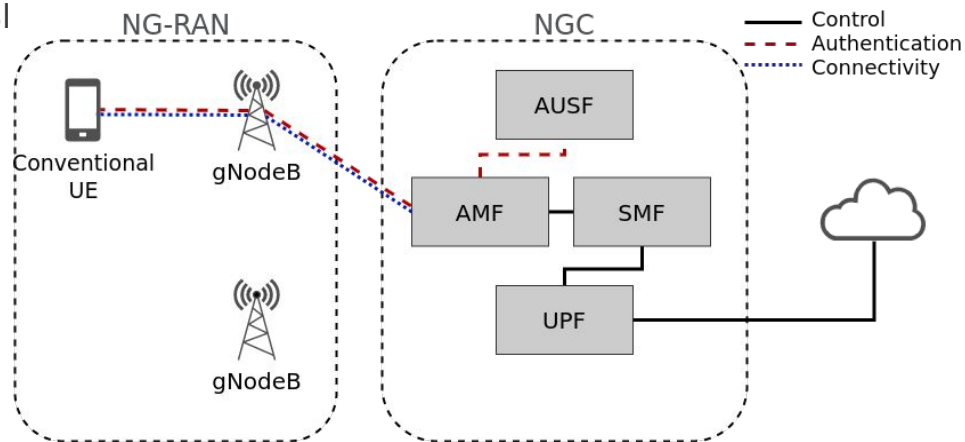 NG-RAN
NGC
Control
Authentication
Connectivity
Conventional
UE
gNodeB
gNodeB
AUSF
AMF
SMF
UPF